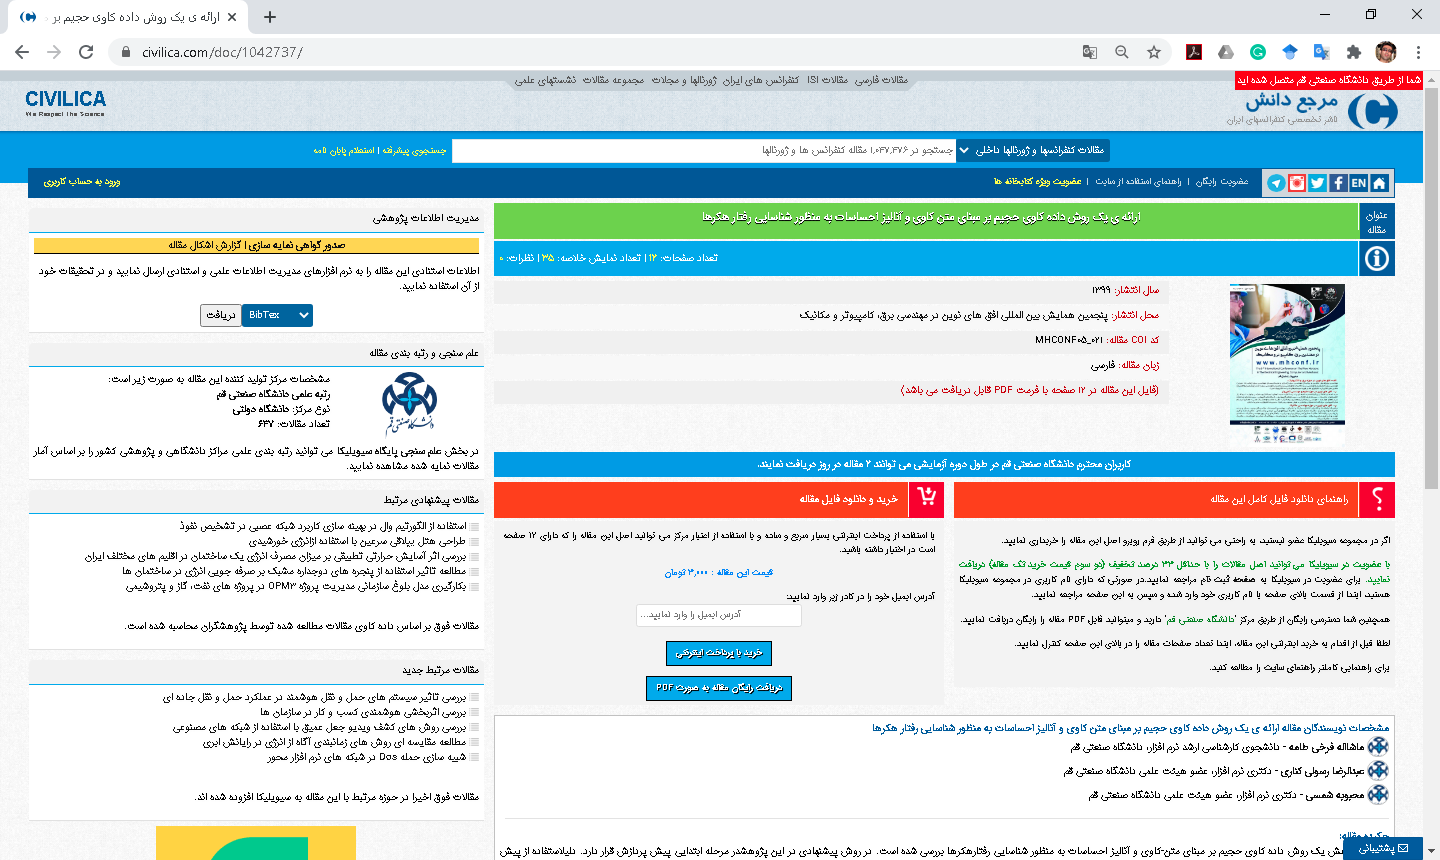 ارائه ی یک روش داده کاوی حجیم بر
civilica.com/doc/1042737/
شما از طریق دانشگاه صنعتی قم متصل شده اید
مقالات فارسی مقالات ISI کنفرانس های ایران ژورنالها و مجلات مجموعه مقالات نشستهای علمی
CIVILICA
We Respect the Science
مرجع دانش
ناشر تخصصی کنفرانسهای ایران
مقالات کنفرانسها و ژورنالها داخلی
جستجو در ۱,۰۴۷,۴۷۶ مقاله کنفرانس ها و ژورنالها
جستجوی پیشرفته | استعلام پایان نامه
EN
عضویت رایگان | راهنمای استفاده از سایت | عضویت ویژه کتابخانه ها
ورود به حساب کاربری
عنوان
مقاله
ارائه ی یک روش داده کاوی حجیم بر مبنای متن کاوی و آنالیز احساسات به منظور شناسایی رفتار هکرها
تعداد صفحات: ۱۲ | تعداد نمایش خلاصه: ۳۵ | نظرات: ۰
سال انتشار: ۱۳۹۹
محل انتشار: پنجمین همایش بین المللی افق های نوین در مهندسی برق، کامپیوتر و مکانیک
کد COI مقاله: MHCONF05_021
زبان مقاله: فارسی
(فایل این مقاله در ۱۲ صفحه با فرمت PDF قابل دریافت می باشد)
www.mhconf.ir
کاربران محترم دانشگاه صنعتی قم در طول دوره آزمایشی می توانند ۲ مقاله در روز دریافت نمایند.
راهنمای دانلود فایل کامل این مقاله
اگر در مجموعه سیویلیکا عضو نیستید، به راحتی می توانید از طریق فرم روبرو اصل این مقاله را خریداری نمایید.
با عضویت در سیویلیکا می توانید اصل مقالات را با حداقل ۳۳ درصد تخفیف (دو سوم قیمت خرید تک مقاله) دریافت
نمایید. برای عضویت در سیویلیکا به صفحه ثبت نام مراجعه نمایید.در صورتی که دارای نام کاربری در مجموعه سیویلیکا
هستید، ابتدا از قسمت بالای صفحه با نام کاربری خود وارد شده و سپس به این صفحه مراجعه نمایید.
همچنین شما دسترسی رایگان از طریق مرکز "دانشگاه صنعتی قم" دارید و میتوانید فایل PDF مقاله را رایگان دریافت نمایید.
لطفا قبل از اقدام به خرید اینترنتی این مقاله، ابتدا تعداد صفحات مقاله را در بالای این صفحه کنترل نمایید.
برای راهنمایی کاملتر راهنمای سایت را مطالعه کنید.
خرید و دانلود فایل مقاله
با استفاده از پرداخت اینترنتی بسیار سریع و ساده و با استفاده از اعتبار مرکز می توانید اصل این مقاله را که دارای ۱۲ صفحه
است در اختیار داشته باشید.
قیمت این مقاله : ۳,۰۰۰ تومان
آدرس ایمیل خود را در کادر زیر وارد نمایید:
آدرس ایمیل را وارد نمایید...
خرید با پرداخت اینترنتی
دریافت رایگان مقاله به صورت PDF
مشخصات نویسندگان مقاله ارائه ی یک روش داده کاوی حجیم بر مبنای متن کاوی و آنالیز احساسات به منظور شناسایی رفتار هکرها
ماشااله فرخی طامه - دانشجوی کارشناسی ارشد نرم افزار، دانشگاه صنعتی قم
عبدالرضا رسولی کناری - دکتری نرم افزار، عضو هیئت علمی دانشگاه صنعتی قم
محبوبه شمسی - دکتری نرم افزار، عضو هیئت علمی دانشگاه صنعتی قم
چکیده مقاله:
یک روش داده کاوی حجیم بر مبنای متن-کاوی و آنالیز احساسات به منظور شناسایی رفتارهکرها بررسی شده است. در روش پیشنهادی در این پژوهشدر مرحله ابتدایی پیش پردازش قرار دارد. دلیلاستفاده از پیش
پشتیبانی
مدیریت اطلاعات پژوهشی
صدور گواهی نمایه سازی | گزارش اشکال مقاله
اطلاعات استنادی این مقاله را به نرم افزارهای مدیریت اطلاعات علمی و استنادی ارسال نمایید و در تحقیقات خود
از آن استفاده نمایید.
BibTex
دریافت
علم سنجی و رتبه بندی مقاله
مشخصات مرکز تولید کننده این مقاله به صورت زیر است:
رتبه علمی دانشگاه صنعتی قم
نوع مرکز: دانشگاه دولتی
تعداد مقالات: ۶۳۷
دانشگاه صنعتی قم
در بخش علم سنجی پایگاه سیویلیکا می توانید رتبه بندی علمی مراکز دانشگاهی و پژوهشی کشور را بر اساس آمار
مقالات نمایه شده مشاهده نمایید.
مقالات پیشنهادی مرتبط
استفاده از الگورتیم وال در بهینه سازی کاربرد شبکه عصبی در تشخیص نفوذ
طراحی هتل ییلاقی سرعین با استفاده ازانرژی خورشیدی
بررسی اثر آسایش حرارتی تطبیقی بر میزان مصرف انرژی یک ساختمان در اقلیم های مختلف ایران
مطالعه تاثیر استفاده از پنجره های دوجداره مشبک بر صرفه جویی انرژی در ساختمان ها
بکارگیری مدل بلوغ سازمانی مدیریت پروژه OPM3 در پروژه های نفت، گاز و پتروشیمی
مقالات فوق بر اساس داده کاوی مقالات مطالعه شده توسط پژوهشگران محاسبه شده است.
مقالات مرتبط جدید
بررسی تاثیر سیستم های حمل و نقل هوشمند در عملکرد حمل و نقل جاده ای
بررسی اثربخشی هوشمندی کسب و کار در سازمان ها
بررسی روش های کشف ویدیو جعل عمیق با استفاده از شبکه های مصنوعی
مطالعه مقایسه ای روش های زمانبندی آگاه از انرژی در رایانش ابری
شبیه سازی حمله Dos در شبکه های نرم افزار محور
مقالات فوق اخیرا در حوزه مرتبط با این مقاله به سیویلیکا افزوده شده اند.